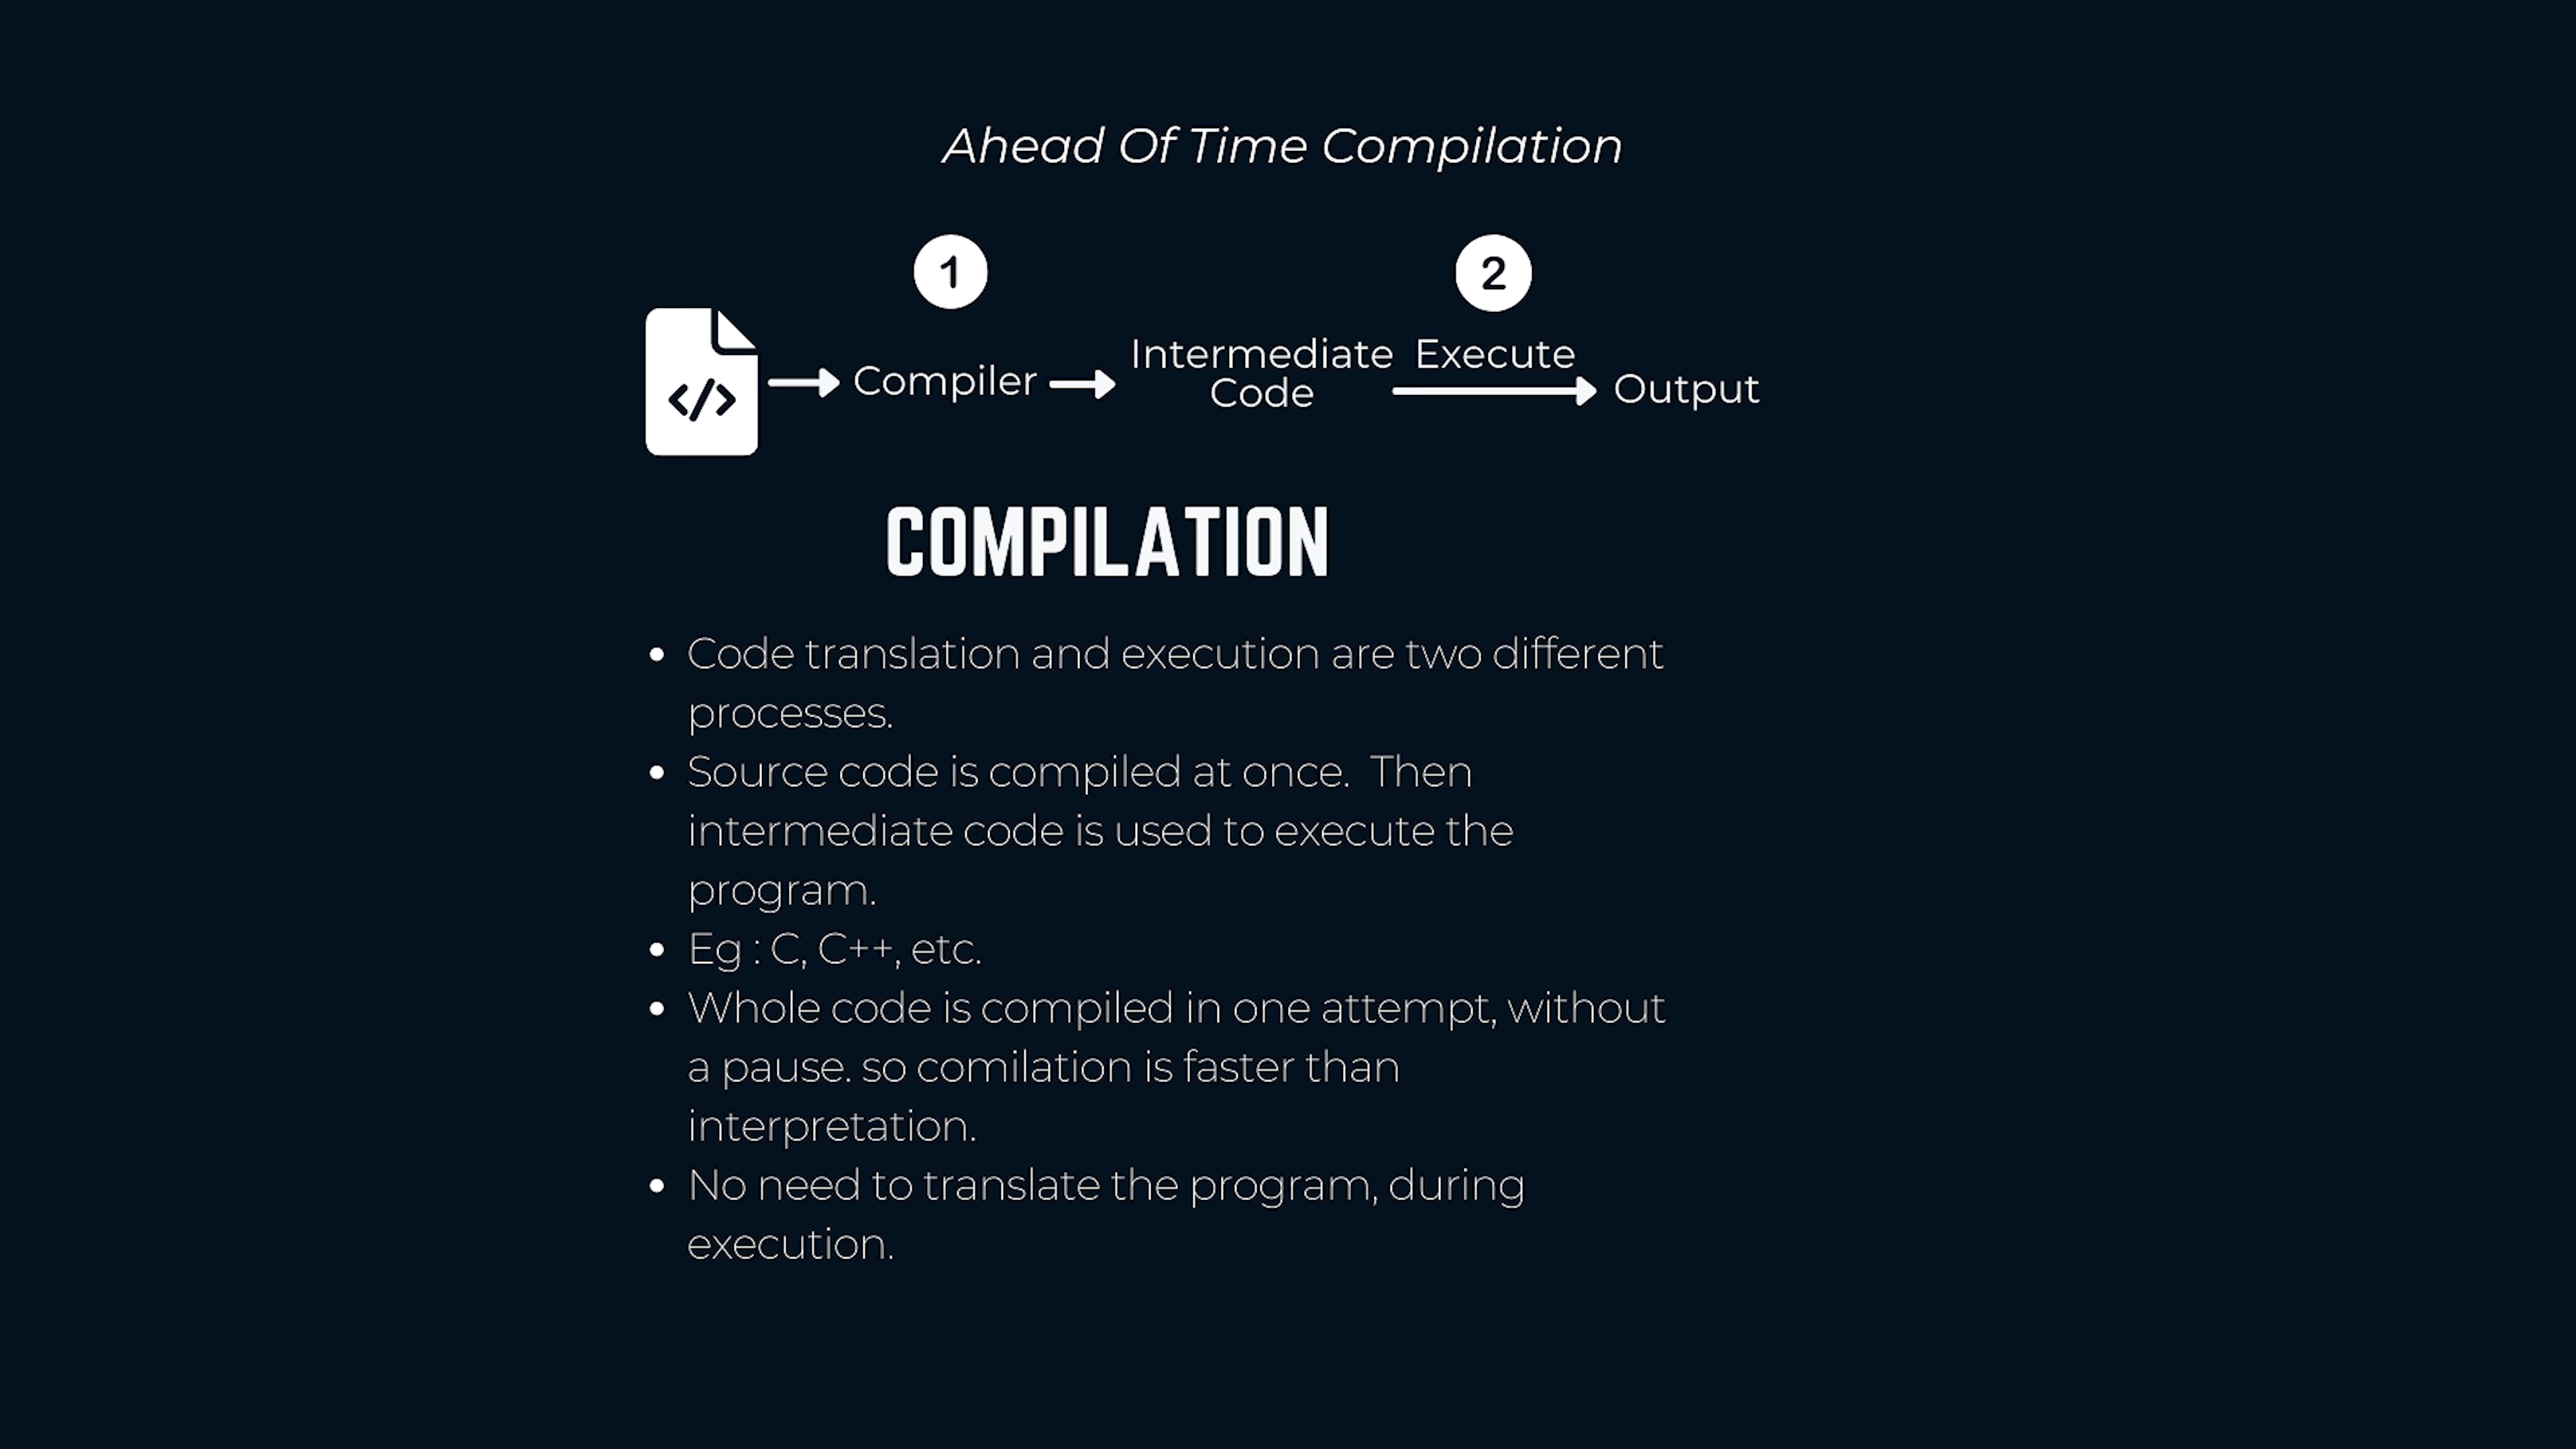 Ahead Of Time Compilation
1
2
</>
Compiler
Intermediate
Code
Execute
Output
COMPILATION
• Code translation and execution are two different
processes.
• Source code is compiled at once.  Then
intermediate code is used to execute the
program.
• Eg : C, C++, etc.
• Whole code is compiled in one attempt, without
a pause. so comilation is faster than
interpretation.
• No need to translate the program, during
execution.